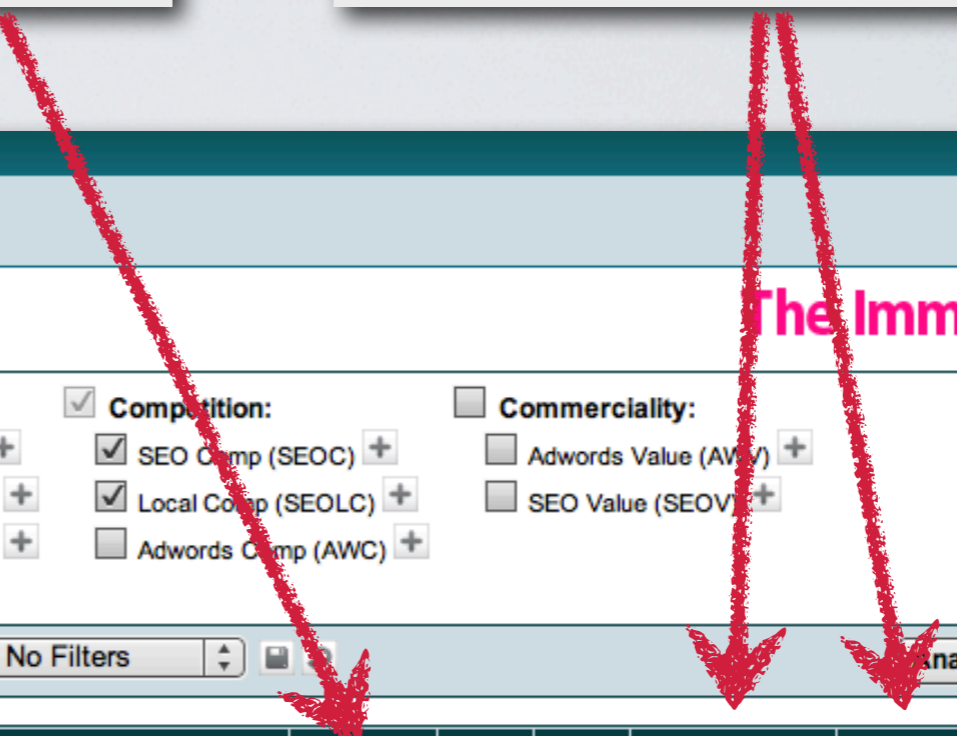 The Imm
Competition:
Commerciality:
SEO Comp (SEOC)
Adwords Value (AWV)
Local Comp (SEOLC)
SEO Value (SEOV)
Adwords Comp (AWC)
No Filters
Ana